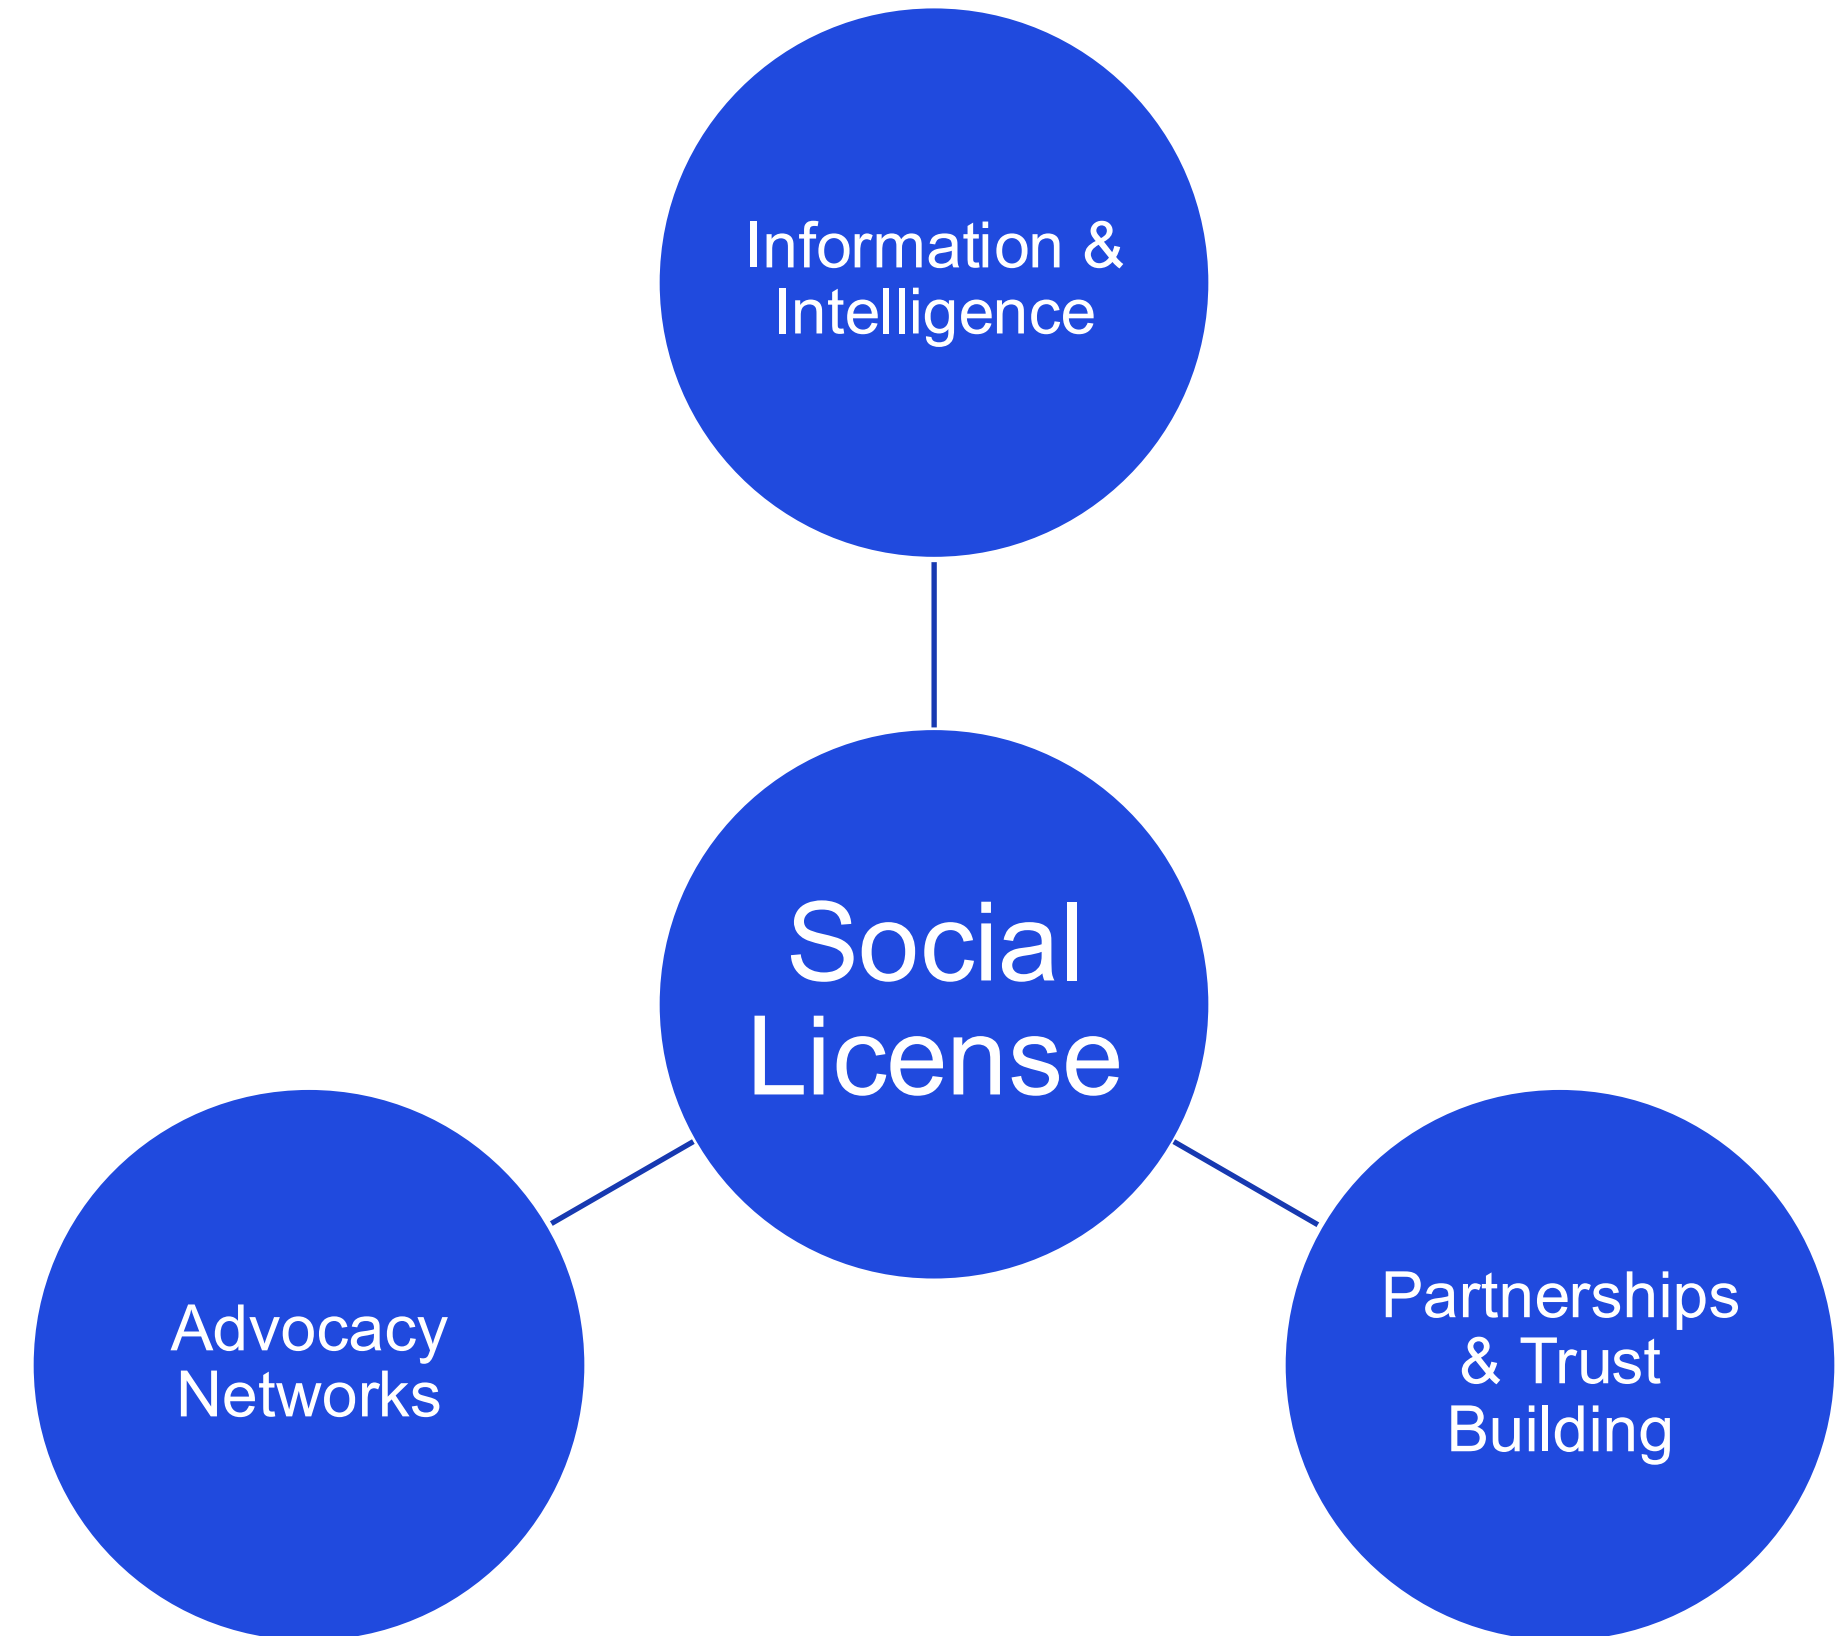 Information &
Intelligence
Social
License
Advocacy
Networks
Partnerships
& Trust
Building